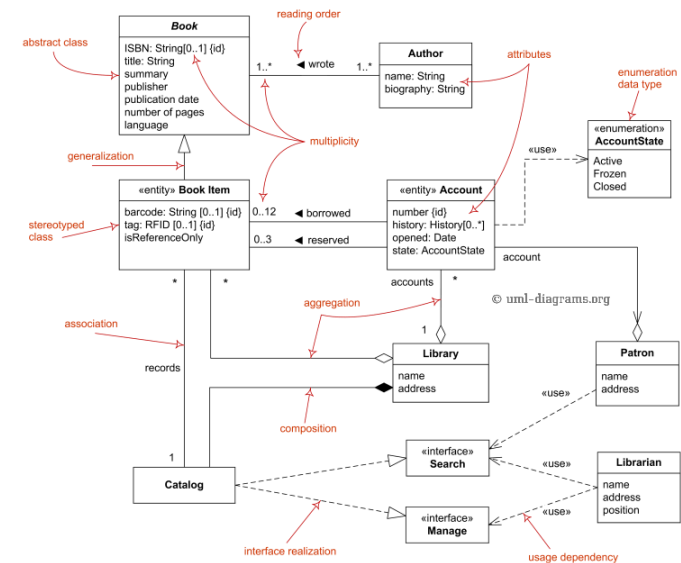 Book
ISBN: String[0..1] {id}
title: String
summary
publisher
publication date
number of pages
language
abstract class
reading order
1..*
◄ wrote
1..*
Author
name: String
biography: String
attributes
enumeration
data type
multiplicity
generalization
«enumeration»
AccountState
Active
Frozen
Closed
«use»
«entity» Book Item
barcode: String [0..1] {id}
tag: RFID [0..1] {id}
isReferenceOnly
stereotyped
class
0..12
◄ borrowed
0..3
◄ reserved
«entity» Account
number {id}
history: History[0..*]
opened: Date
state: AccountState
account
*
*
accounts
*
© uml-diagrams.org
aggregation
association
1
records
Library
name
address
Patron
name
address
«use»
composition
1
Catalog
«interface»
Search
«use»
Librarian
name
address
position
«interface»
Manage
«use»
interface realization
usage dependency